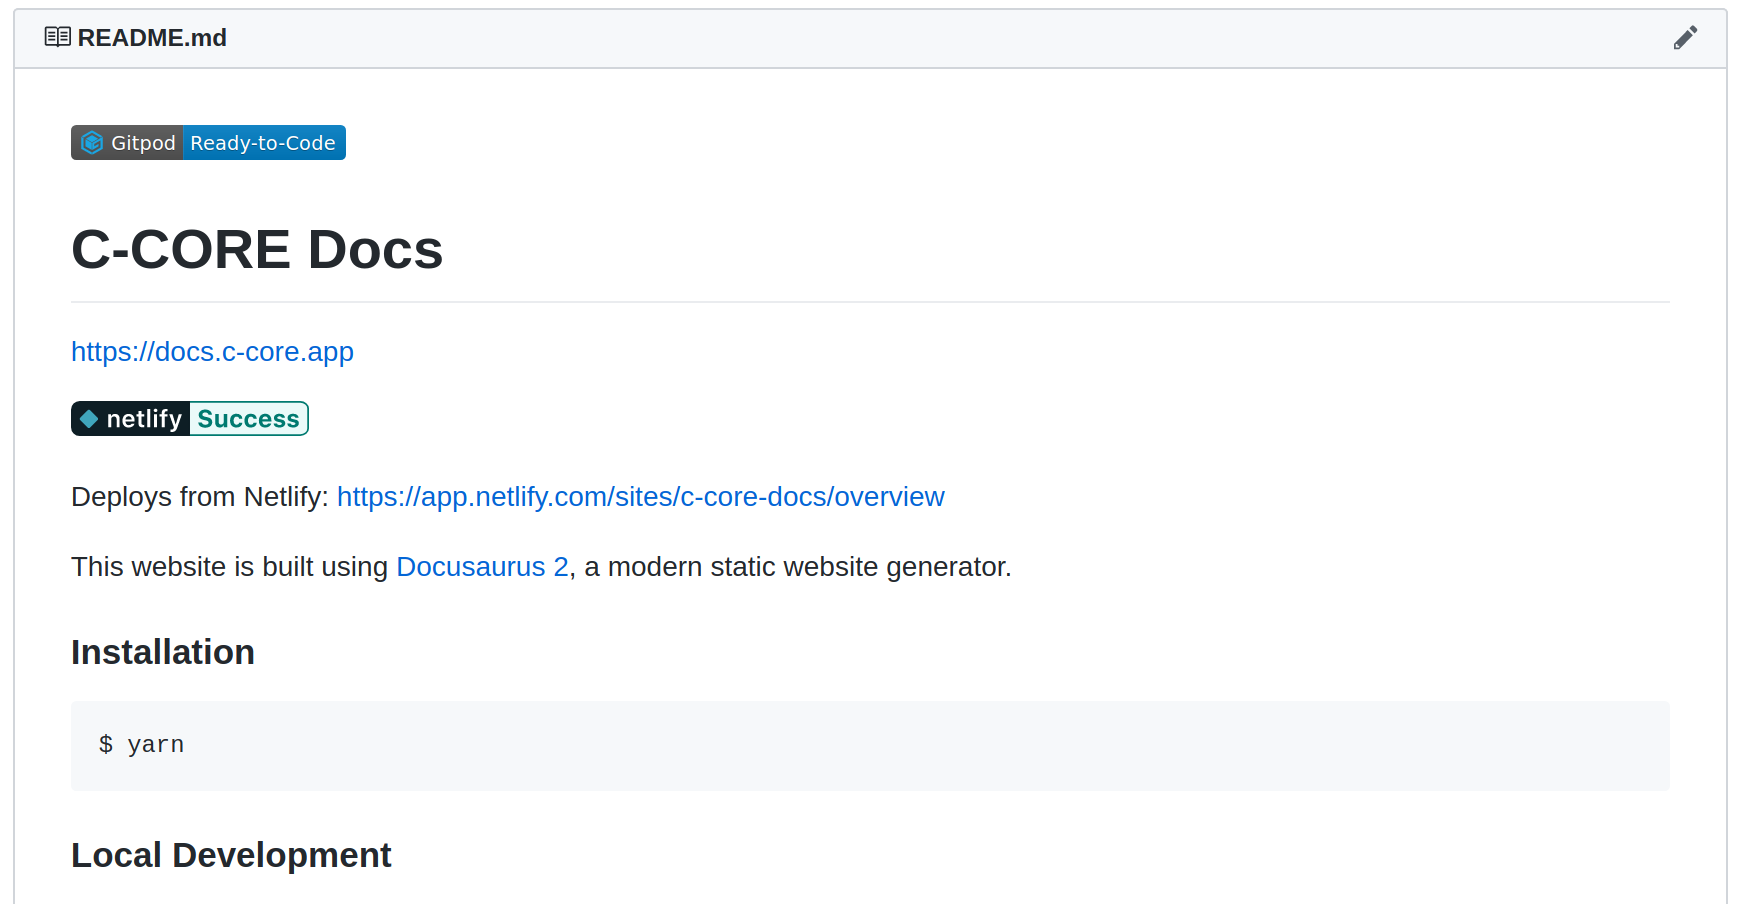 README.md
Gitpod Ready-to-Code
C-CORE Docs
https://docs.c-core.app
netlify Success
Deploys from Netlify: https://app.netlify.com/sites/c-core-docs/overview
This website is built using Docusaurus 2, a modern static website generator.
Installation
$ yarn
Local Development